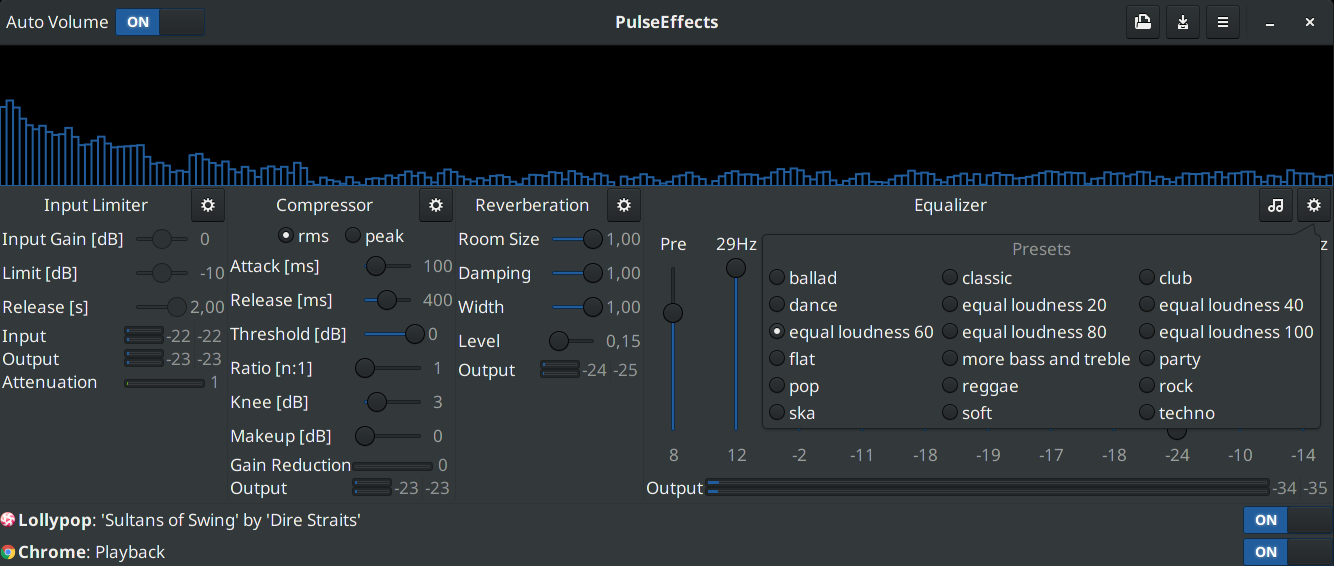 Auto Volume ON PulseEffects
Input Limiter
Input Gain [dB] 0
Limit [dB] -10
Release [s] 2,00
Input -22 -22
Output -23 -23
Attenuation 1
Compressor
rms peak
Attack [ms] 100
Release [ms] 400
Threshold [dB] 0
Ratio [n:1] 1
Knee [dB] 3
Makeup [dB] 0
Gain Reduction 0
Output -23 -23
Reverberation
Room Size 1,00
Damping 1,00
Width 1,00
Level 0,15
Output -24 -25
Equalizer
Pre 29Hz z
Presets
ballad classic club
dance equal loudness 20 equal loudness 40
equal loudness 60 equal loudness 80 equal loudness 100
flat more bass and treble party
pop reggae rock
ska soft techno
8 12 -2 -11 -18 -19 -17 -18 -24 -10 -14
Output -34 -35
Lollypop: 'Sultans of Swing' by 'Dire Straits' ON
Chrome: Playback ON